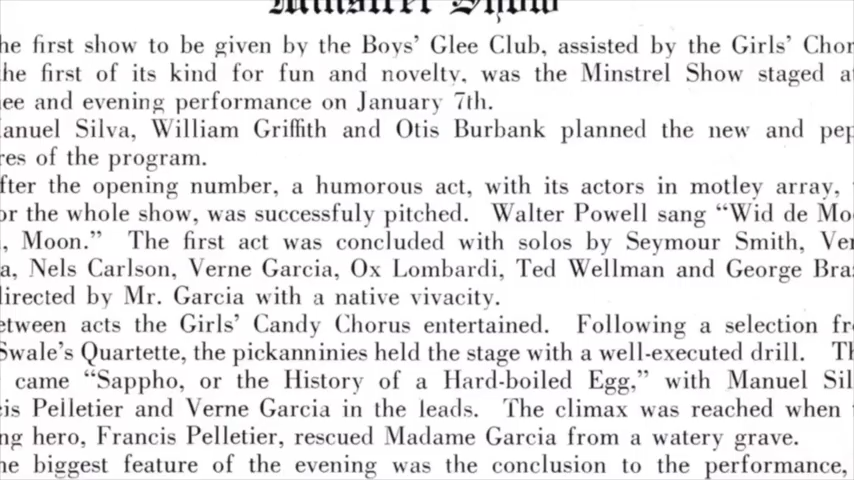 Minstrel Show
he first show to be given by the Boys' Glee Club, assisted by the Girls' Chor
the first of its kind for fun and novelty, was the Minstrel Show staged a
ee and evening performance on January 7th.
anuel Silva, William Griffith and Otis Burbank planned the new and pep
res of the program.
fter the opening number, a humorous act, with its actors in motley array,
or the whole show, was successfuly pitched. Walter Powell sang “Wid de Mo
, Moon.” The first act was concluded with solos by Seymour Smith, Ver
a, Nels Carlson, Verne Garcia, Ox Lombardi, Ted Wellman and George Bra
directed by Mr. Garcia with a native vivacity.
etween acts the Girls' Candy Chorus entertained. Following a selection fr
Swale's Quartette, the pickanninies held the stage with a well-executed drill. Th
came “Sappho, or the History of a Hard-boiled Egg,” with Manuel Sil
is Pelletier and Verne Garcia in the leads. The climax was reached when
ng hero, Francis Pelletier, rescued Madame Garcia from a watery grave.
he biggest feature of the evening was the conclusion to the performance,